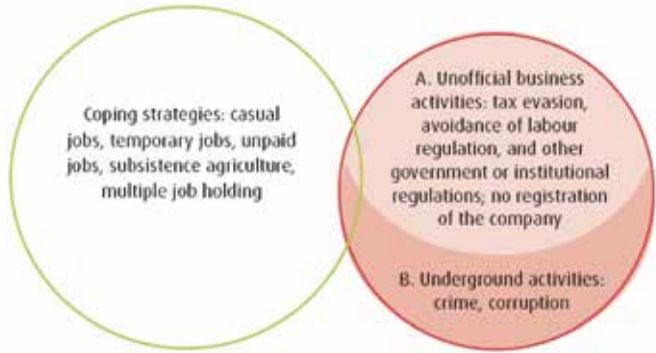 Coping strategies: casual
jobs, temporary jobs, unpaid
jobs, subsistence agriculture,
multiple job holding
A. Unofficial business
activities: tax evasion,
avoidance of labour
regulation, and other
government or institutional
regulations; no registration
of the company
B. Underground activities:
crime, corruption